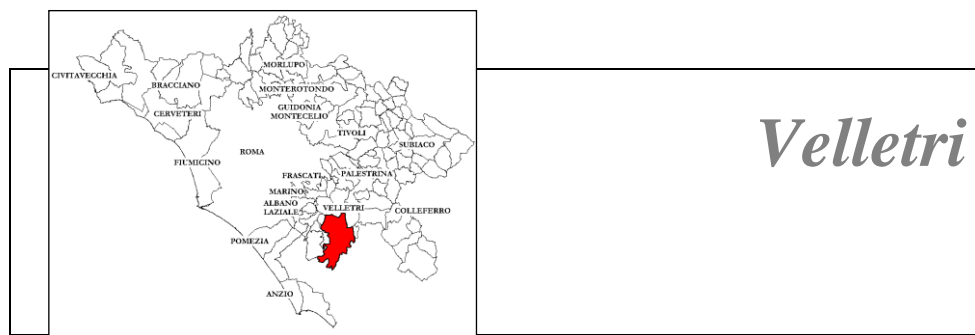 Velletri
CIVITAVECCHIA
BRACCIANO
CERVETERI
FIUMICINO
ROMA
MORLUPO
MONTEROTONDO
GUIDONIA
MONTECELIO
TIVOLI
SUBIACO
FRASCATI
PALESTRINA
MARINO
ALBANO
LAZIALE
VELLETRI
COLLEFERRO
POMEZIA
ANZIO